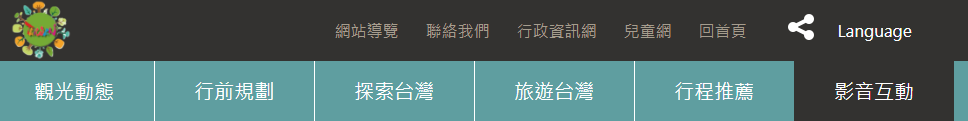 網站導覽 聯絡我們 行政資訊網 兒童網 回首頁 Language
觀光動態 行前規劃 探索台灣 旅遊台灣 行程推薦 影音互動